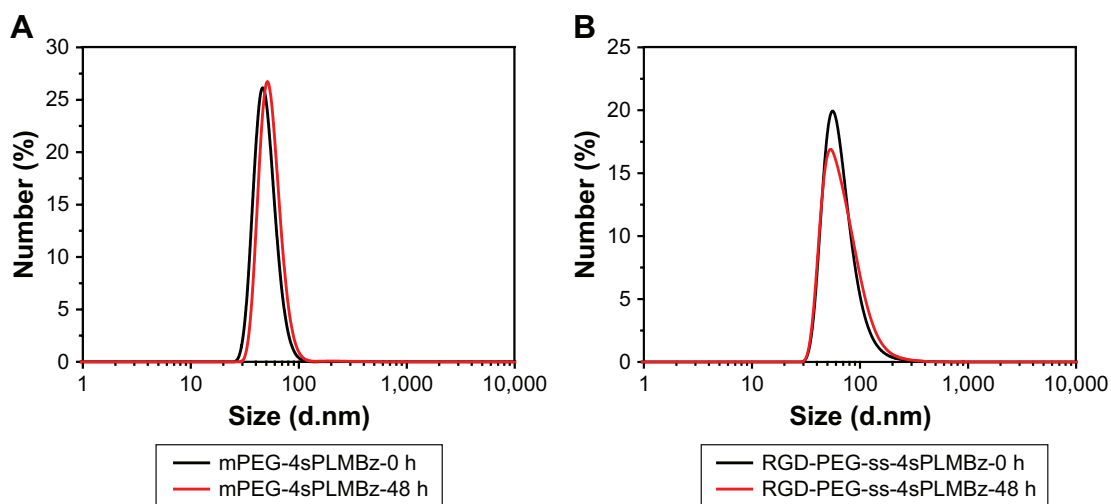 A
Number (%)
30
25
20
15
10
5
0
1
10
100
1,000
10,000
Size (d.nm)
mPEG-4sPLMBz-0 h
mPEG-4sPLMBz-48 h
B
Number (%)
25
20
15
10
5
0
1
10
100
1,000
10,000
Size (d.nm)
RGD-PEG-ss-4sPLMBz-0 h
RGD-PEG-ss-4sPLMBz-48 h